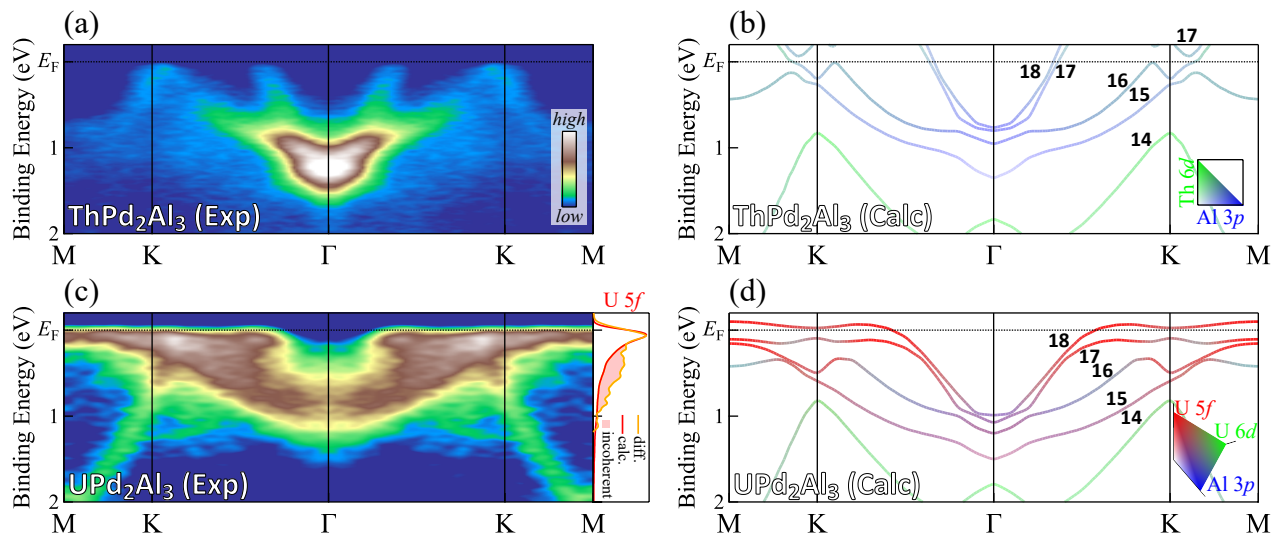 (a)
Binding Energy (eV)
E_F
1
2
high
low
ThPd2Al3 (Exp)
M K Γ K M
(b)
Binding Energy (eV)
E_F
1
2
17
18 17
16
15
14
Th 6d
Al 3p
ThPd2Al3 (Calc)
M K Γ K M
(c)
Binding Energy (eV)
E_F
1
2
U 5f
diff.
calc.
incoherent
UPd2Al3 (Exp)
M K Γ K M
(d)
Binding Energy (eV)
E_F
1
2
18
17
16
15
14
U 5f
U 6d
Al 3p
UPd2Al3 (Calc)
M K Γ K M